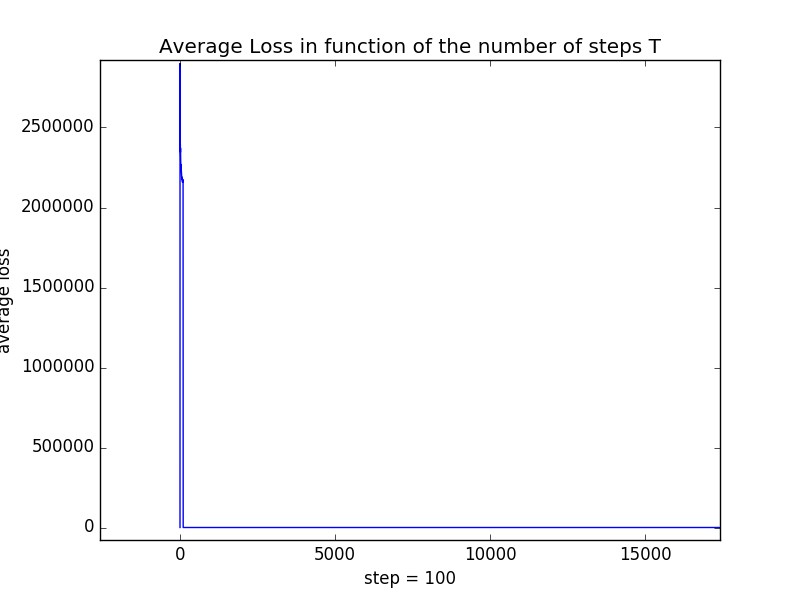 Average Loss in function of the number of steps T
2500000
2000000
1500000
1000000
500000
0
average loss
0 5000 10000 15000
step = 100